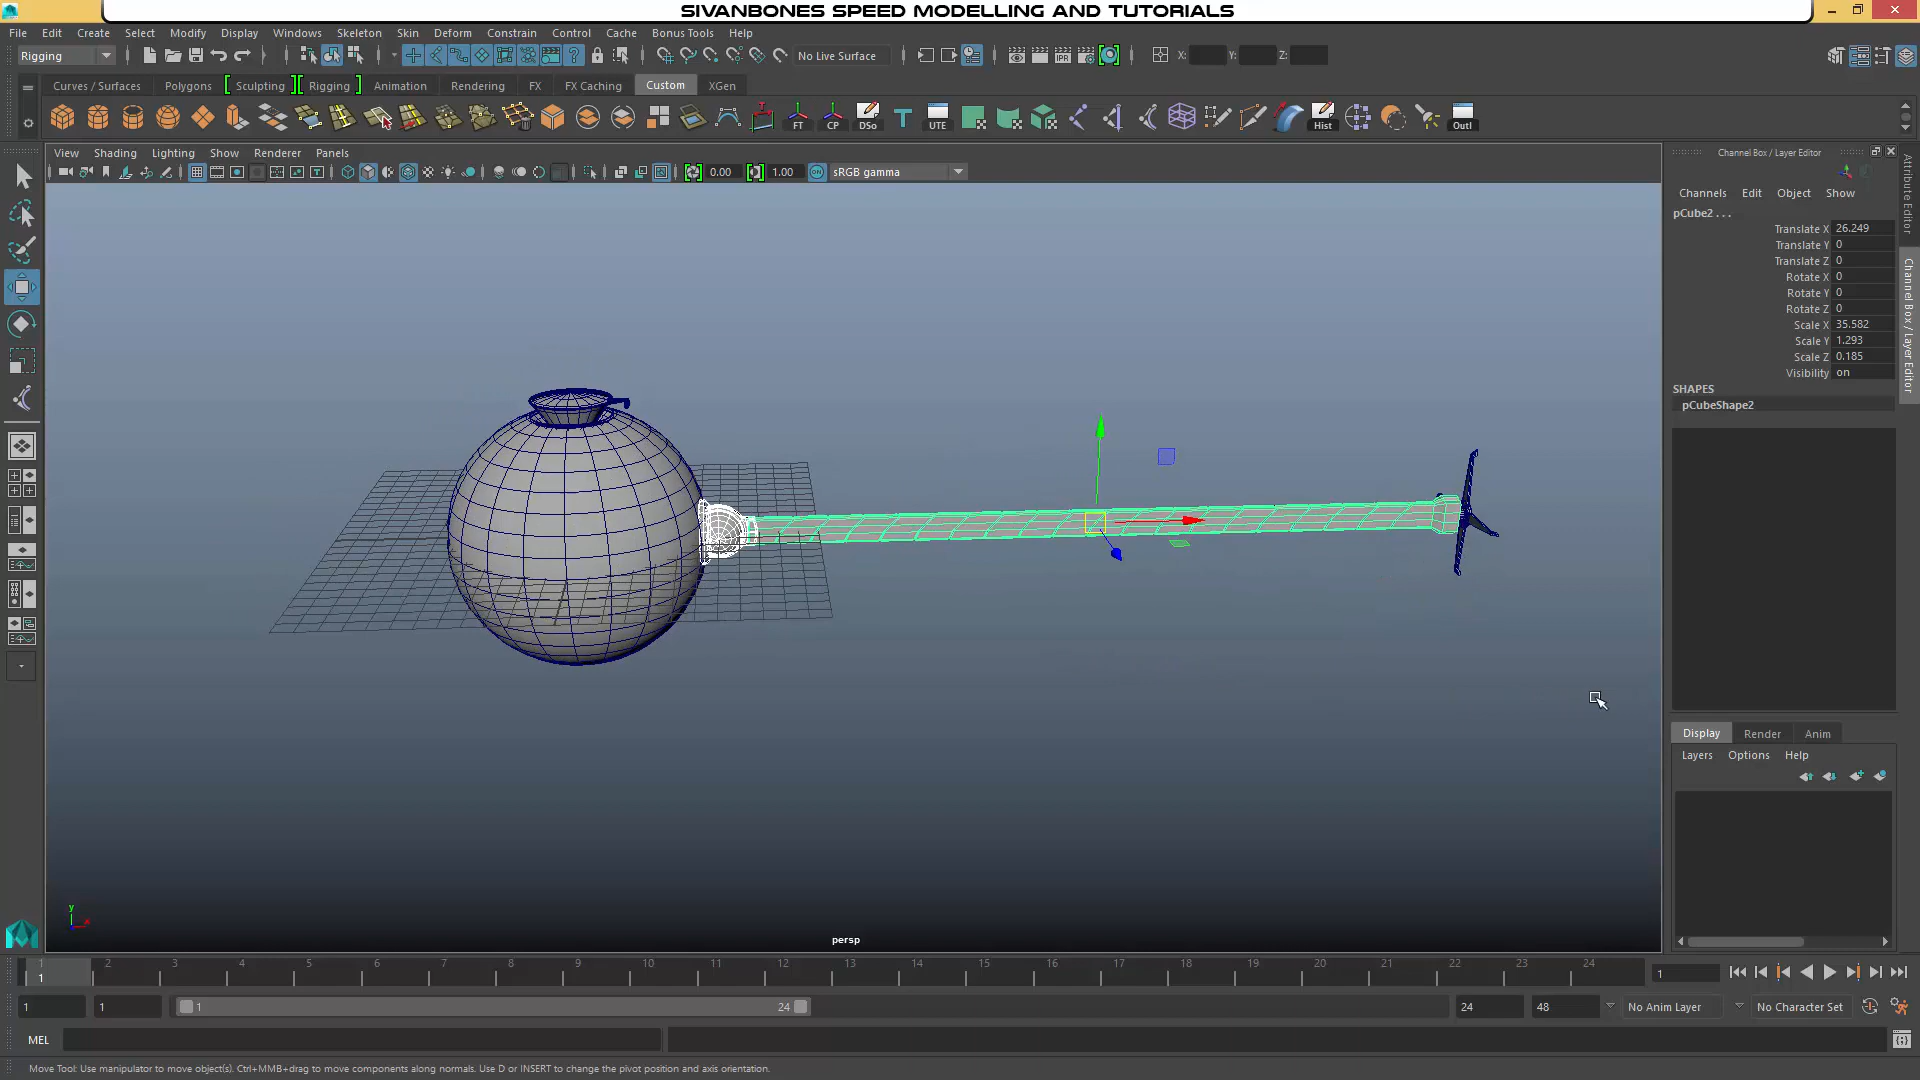 SIVANBONES SPEED MODELLING AND TUTORIALS
File Edit Create Select Modify Display Windows Skeleton Skin Deform Constrain Control Cache Bonus Tools Help
Rigging No Live Surface X: Y: Z:
Curves / Surfaces Polygons Sculpting Rigging Animation Rendering FX FX Caching Custom XGen
FT CP DSo UTE Hist Outl
View Shading Lighting Show Renderer Panels
0.00 1.00 sRGB gamma
Channel Box / Layer Editor
Channels Edit Object Show
pCube2 . . .
Translate X 26.249
Translate Y 0
Translate Z 0
Rotate X 0
Rotate Y 0
Rotate Z 0
Scale X 35.582
Scale Y 1.293
Scale Z 0.185
Visibility on
SHAPES
pCubeShape2
Attribute Editor
Channel Box / Layer Editor
Display Render Anim
Layers Options Help
y
x
persp
1 2 3 4 5 6 7 8 9 10 11 12 13 14 15 16 17 18 19 20 21 22 23 24
1 1
1 1 1 24 24 48 No Anim Layer No Character Set
MEL
Move Tool: Use manipulator to move object(s). Ctrl+MMB+drag to move components along normals. Use D or INSERT to change the pivot position and axis orientation.